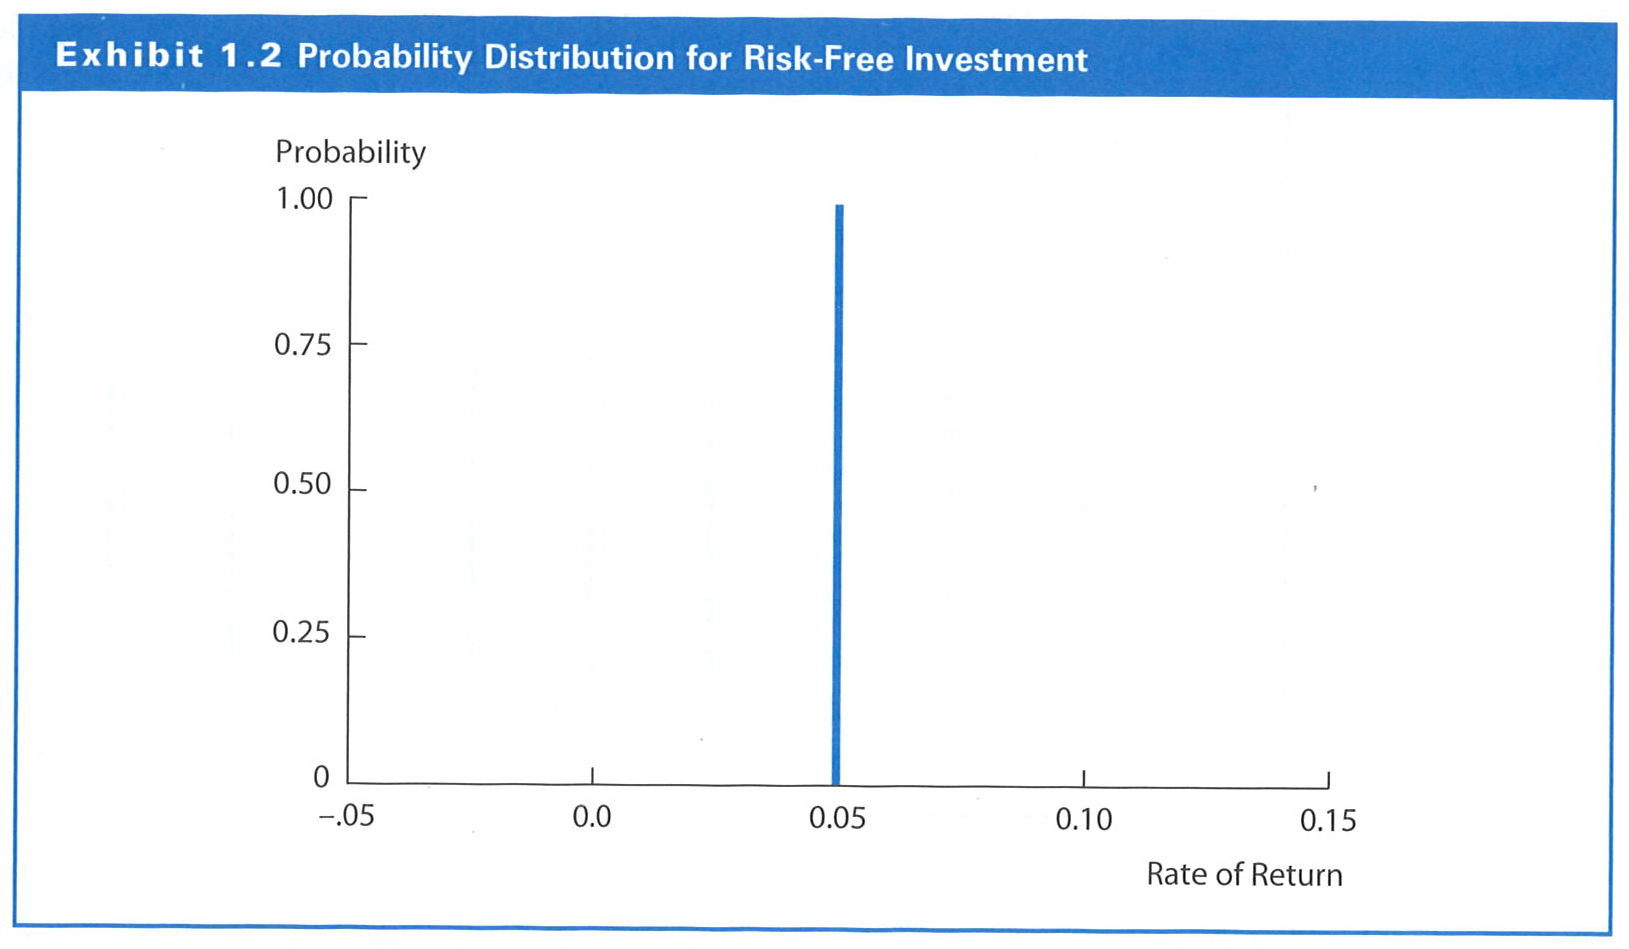 Exhibit 1.2 Probability Distribution for Risk-Free Investment
Probability
1.00
0.75
0.50
0.25
0
–.05 0.0 0.05 0.10 0.15
Rate of Return